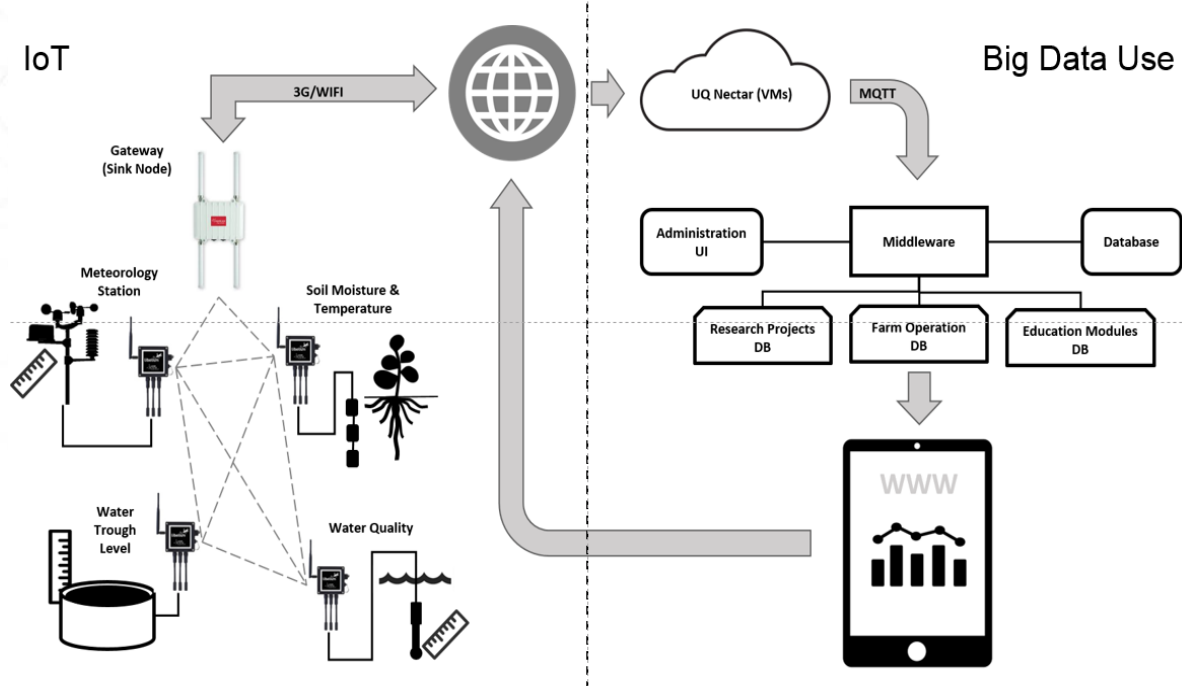 IoT
Big Data Use
3G/WIFI
UQ Nectar (VMs)
MQTT
Gateway
(Sink Node)
Administration
UI
Middleware
Database
Meteorology
Station
Soil Moisture &
Temperature
Research Projects
DB
Farm Operation
DB
Education Modules
DB
WWW
Water
Trough
Level
Water Quality